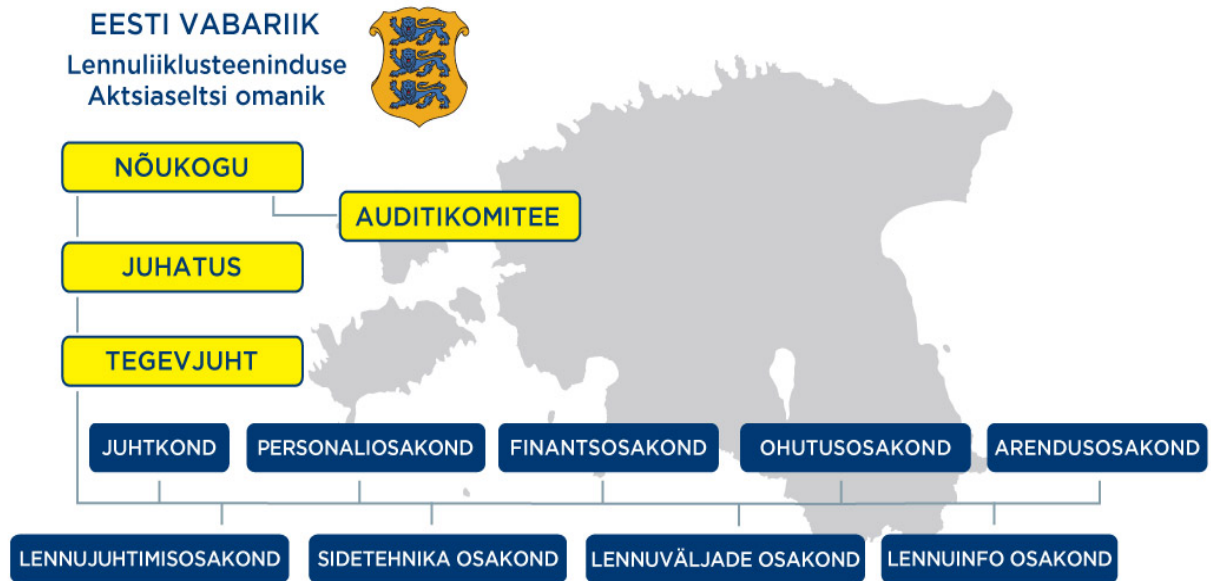 EESTI VABARIIK
Lennuliiklusteeninduse
Aktsiaseltsi omanik
NÕUKOGU
AUDITIKOMITEE
JUHATUS
TEGEVJUHT
JUHTKOND
PERSONALIOSAKOND
FINANTSOSAKOND
OHUTUSOSAKOND
ARENDUSOSAKOND
LENNUJUHTIMISOSAKOND
SIDETEHNIKA OSAKOND
LENNUVÄLJADE OSAKOND
LENNUINFO OSAKOND